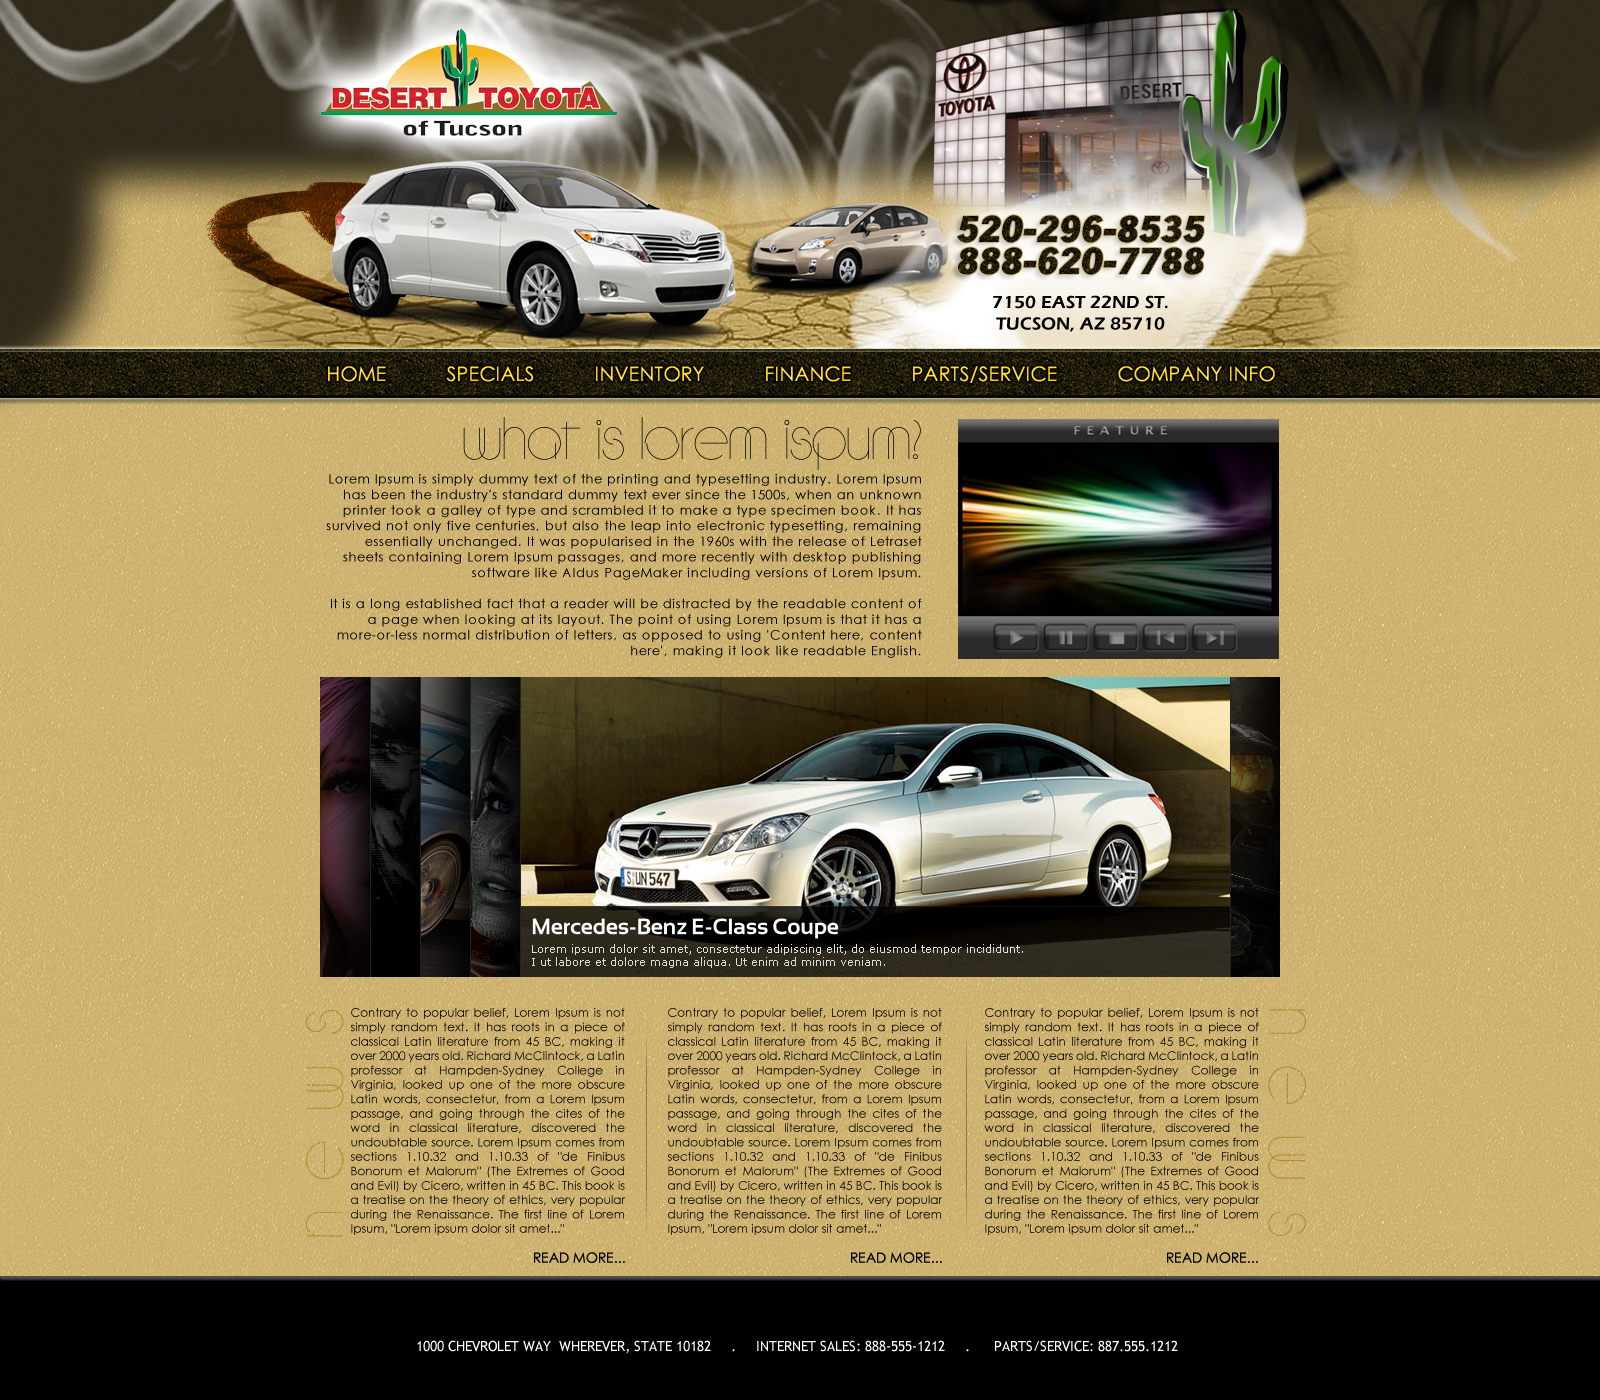 DESERT TOYOTA
of Tucson
TOYOTA
DESERT
520-296-8535
888-620-7788
7150 EAST 22ND ST.
TUCSON, AZ 85710
HOME SPECIALS INVENTORY FINANCE PARTS/SERVICE COMPANY INFO
what is lorem ispum?
Lorem Ipsum is simply dummy text of the printing and typesetting industry. Lorem Ipsum
has been the industry's standard dummy text ever since the 1500s, when an unknown
printer took a galley of type and scrambled it to make a type specimen book. It has
survived not only five centuries, but also the leap into electronic typesetting, remaining
essentially unchanged. It was popularised in the 1960s with the release of Letraset
sheets containing Lorem Ipsum passages, and more recently with desktop publishing
software like Aldus PageMaker including versions of Lorem Ipsum.
It is a long established fact that a reader will be distracted by the readable content of
a page when looking at its layout. The point of using Lorem Ipsum is that it has a
more-or-less normal distribution of letters, as opposed to using 'Content here, content
here', making it look like readable English.
FEATURE
S UN 547
Mercedes-Benz E-Class Coupe
Lorem ipsum dolor sit amet, consectetur adipiscing elit, do eiusmod tempor incididunt.
I ut labore et dolore magna aliqua. Ut enim ad minim veniam.
news
Contrary to popular belief, Lorem Ipsum is not
simply random text. It has roots in a piece of
classical Latin literature from 45 BC, making it
over 2000 years old. Richard McClintock, a Latin
professor at Hampden-Sydney College in
Virginia, looked up one of the more obscure
Latin words, consectetur, from a Lorem Ipsum
passage, and going through the cites of the
word in classical literature, discovered the
undoubtable source. Lorem Ipsum comes from
sections 1.10.32 and 1.10.33 of "de Finibus
Bonorum et Malorum" (The Extremes of Good
and Evil) by Cicero, written in 45 BC. This book is
a treatise on the theory of ethics, very popular
during the Renaissance. The first line of Lorem
Ipsum, "Lorem ipsum dolor sit amet..."
READ MORE...
Contrary to popular belief, Lorem Ipsum is not
simply random text. It has roots in a piece of
classical Latin literature from 45 BC, making it
over 2000 years old. Richard McClintock, a Latin
professor at Hampden-Sydney College in
Virginia, looked up one of the more obscure
Latin words, consectetur, from a Lorem Ipsum
passage, and going through the cites of the
word in classical literature, discovered the
undoubtable source. Lorem Ipsum comes from
sections 1.10.32 and 1.10.33 of "de Finibus
Bonorum et Malorum" (The Extremes of Good
and Evil) by Cicero, written in 45 BC. This book is
a treatise on the theory of ethics, very popular
during the Renaissance. The first line of Lorem
Ipsum, "Lorem ipsum dolor sit amet..."
READ MORE...
Contrary to popular belief, Lorem Ipsum is not
simply random text. It has roots in a piece of
classical Latin literature from 45 BC, making it
over 2000 years old. Richard McClintock, a Latin
professor at Hampden-Sydney College in
Virginia, looked up one of the more obscure
Latin words, consectetur, from a Lorem Ipsum
passage, and going through the cites of the
word in classical literature, discovered the
undoubtable source. Lorem Ipsum comes from
sections 1.10.32 and 1.10.33 of "de Finibus
Bonorum et Malorum" (The Extremes of Good
and Evil) by Cicero, written in 45 BC. This book is
a treatise on the theory of ethics, very popular
during the Renaissance. The first line of Lorem
Ipsum, "Lorem ipsum dolor sit amet..."
READ MORE...
news
1000 CHEVROLET WAY WHEREVER, STATE 10182 . INTERNET SALES: 888-555-1212 . PARTS/SERVICE: 887.555.1212